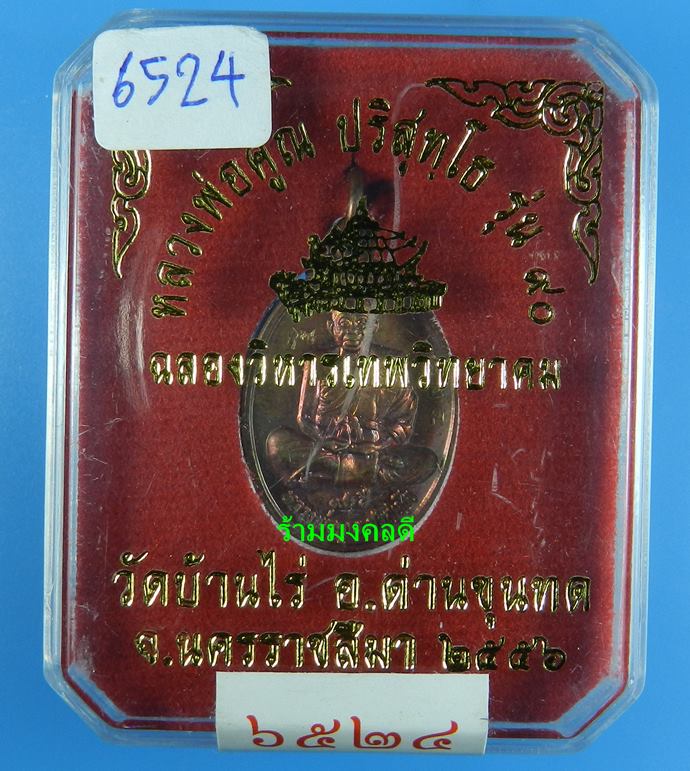 6524
หลวงพ่อคูณ ปริสุทฺโธ รุ่น ๙๐
ฉลองวิหารเทพวิทยาคม
ร้ามมงคลดี
วัดบ้านไร่ อ.ด่านขุนทด
จ.นครราชสีมา ๒๕๕๖
๖๕๒๔